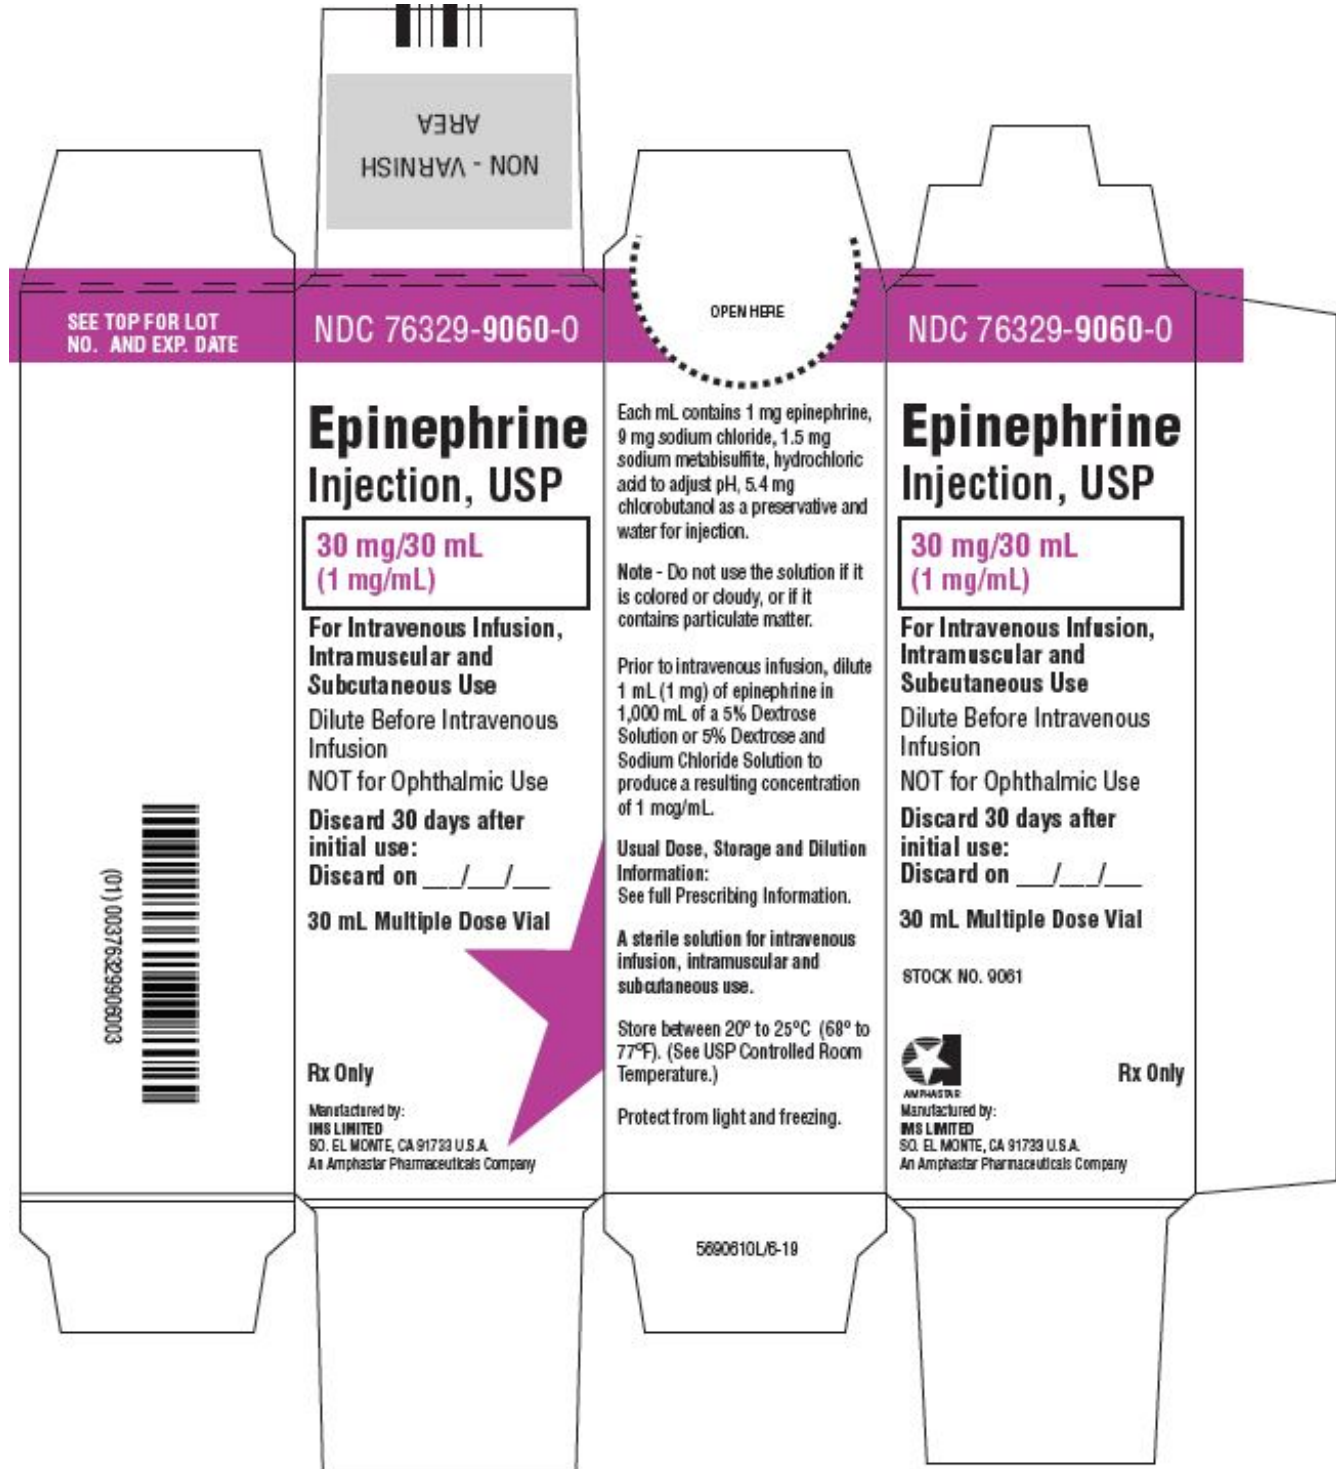 NON - VARNISH
AREA
SEE TOP FOR LOT
NO. AND EXP. DATE
(01) 00376329906003
NDC 76329-9060-0
Epinephrine
Injection, USP
30 mg/30 mL
(1 mg/mL)
For Intravenous Infusion,
Intramuscular and
Subcutaneous Use
Dilute Before Intravenous
Infusion
NOT for Ophthalmic Use
Discard 30 days after
initial use:
Discard on ___/___/___
30 mL Multiple Dose Vial
Rx Only
Manufactured by:
IMS LIMITED
SO. EL MONTE, CA 91733 U.S.A.
An Amphastar Pharmaceuticals Company
OPEN HERE
Each mL contains 1 mg epinephrine,
9 mg sodium chloride, 1.5 mg
sodium metabisulfite, hydrochloric
acid to adjust pH, 5.4 mg
chlorobutanol as a preservative and
water for injection.
Note - Do not use the solution if it
is colored or cloudy, or if it
contains particulate matter.
Prior to intravenous infusion, dilute
1 mL (1 mg) of epinephrine in
1,000 mL of a 5% Dextrose
Solution or 5% Dextrose and
Sodium Chloride Solution to
produce a resulting concentration
of 1 mcg/mL.
Usual Dose, Storage and Dilution
Information:
See full Prescribing Information.
A sterile solution for intravenous
infusion, intramuscular and
subcutaneous use.
Store between 20º to 25ºC (68º to
77ºF). (See USP Controlled Room
Temperature.)
Protect from light and freezing.
5690610L/6-19
NDC 76329-9060-0
Epinephrine
Injection, USP
30 mg/30 mL
(1 mg/mL)
For Intravenous Infusion,
Intramuscular and
Subcutaneous Use
Dilute Before Intravenous
Infusion
NOT for Ophthalmic Use
Discard 30 days after
initial use:
Discard on ___/___/___
30 mL Multiple Dose Vial
STOCK NO. 9061
AMPHASTAR
Rx Only
Manufactured by:
IMS LIMITED
SO. EL MONTE, CA 91733 U.S.A.
An Amphastar Pharmaceuticals Company